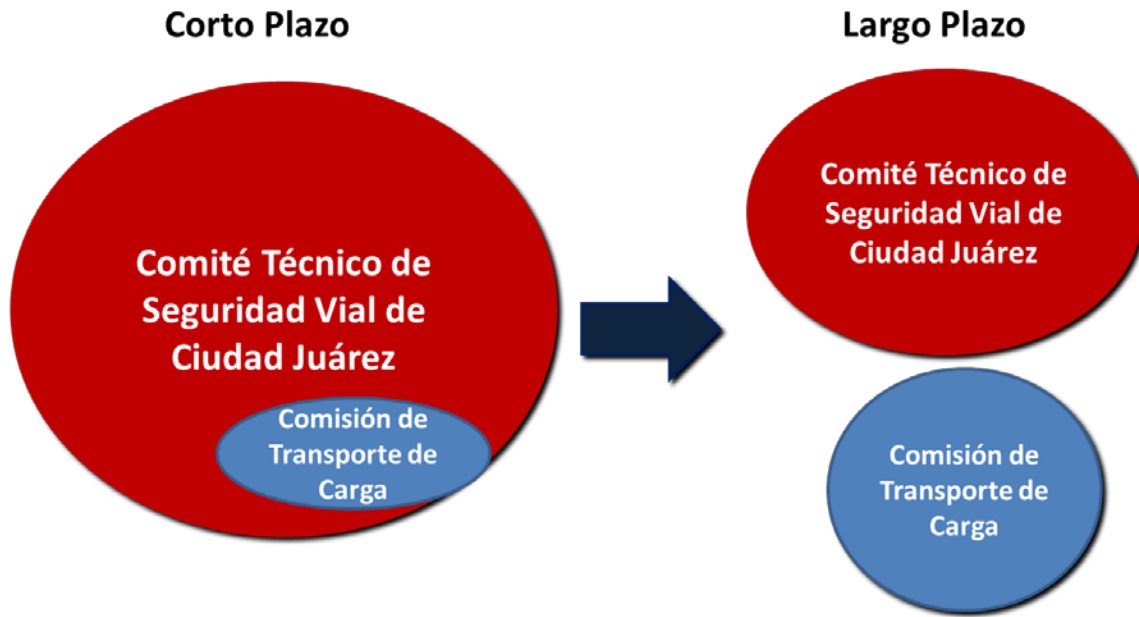 Corto Plazo
Comité Técnico de
Seguridad Vial de
Ciudad Juárez
Comisión de
Transporte de
Carga
Largo Plazo
Comité Técnico de
Seguridad Vial de
Ciudad Juárez
Comisión de
Transporte de
Carga